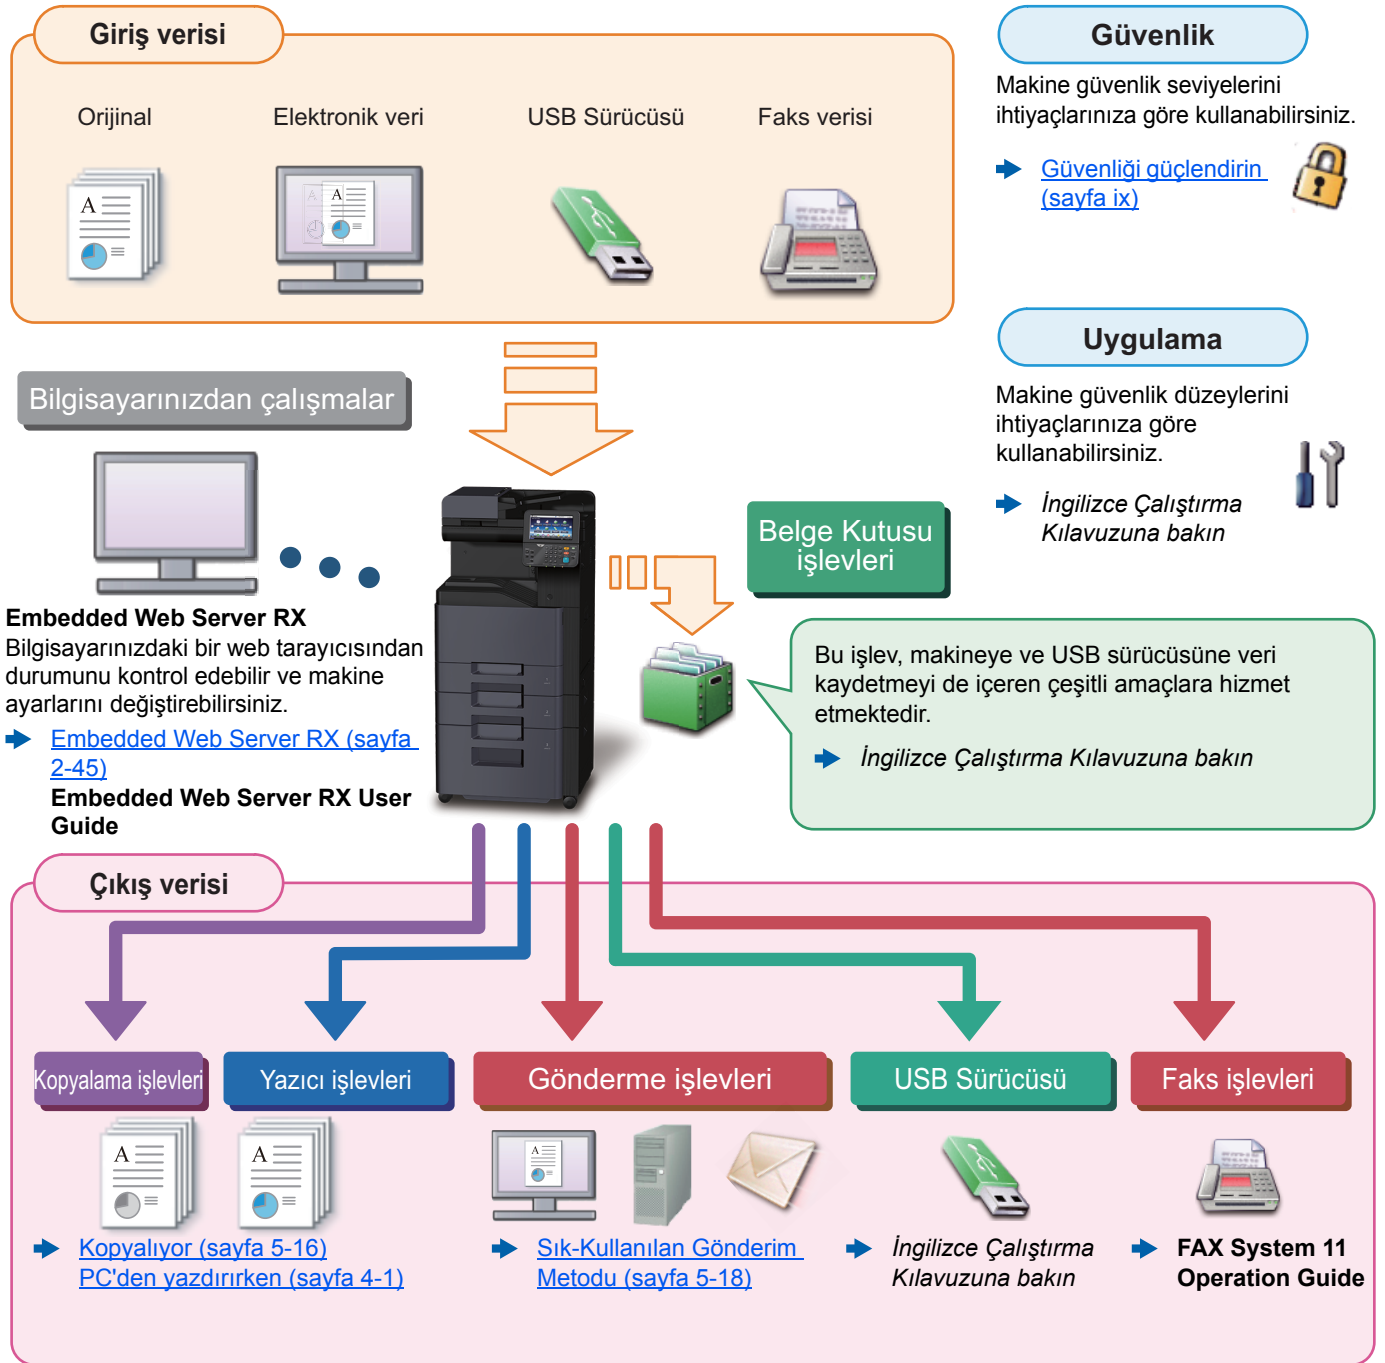 Giriş verisi
Orijinal
Elektronik veri
USB Sürücüsü
Faks verisi
Güvenlik
Makine güvenlik seviyelerini
ihtiyaçlarınıza göre kullanabilirsiniz.
Güvenliği güçlendirin
(sayfa ix)
Uygulama
Makine güvenlik düzeylerini
ihtiyaçlarınıza göre
kullanabilirsiniz.
İngilizce Çalıştırma
Kılavuzuna bakın
Bilgisayarınızdan çalışmalar
Embedded Web Server RX
Bilgisayarınızdaki bir web tarayıcısından
durumunu kontrol edebilir ve makine
ayarlarını değiştirebilirsiniz.
Embedded Web Server RX (sayfa
2-45)
Embedded Web Server RX User
Guide
Belge Kutusu
işlevleri
Bu işlev, makineye ve USB sürücüsüne veri
kaydetmeyi de içeren çeşitli amaçlara hizmet
etmektedir.
İngilizce Çalıştırma Kılavuzuna bakın
Çıkış verisi
Kopyalama işlevleri
Yazıcı işlevleri
Gönderme işlevleri
USB Sürücüsü
Faks işlevleri
Kopyalıyor (sayfa 5-16)
PC'den yazdırırken (sayfa 4-1)
Sık-Kullanılan Gönderim
Metodu (sayfa 5-18)
İngilizce Çalıştırma
Kılavuzuna bakın
FAX System 11
Operation Guide